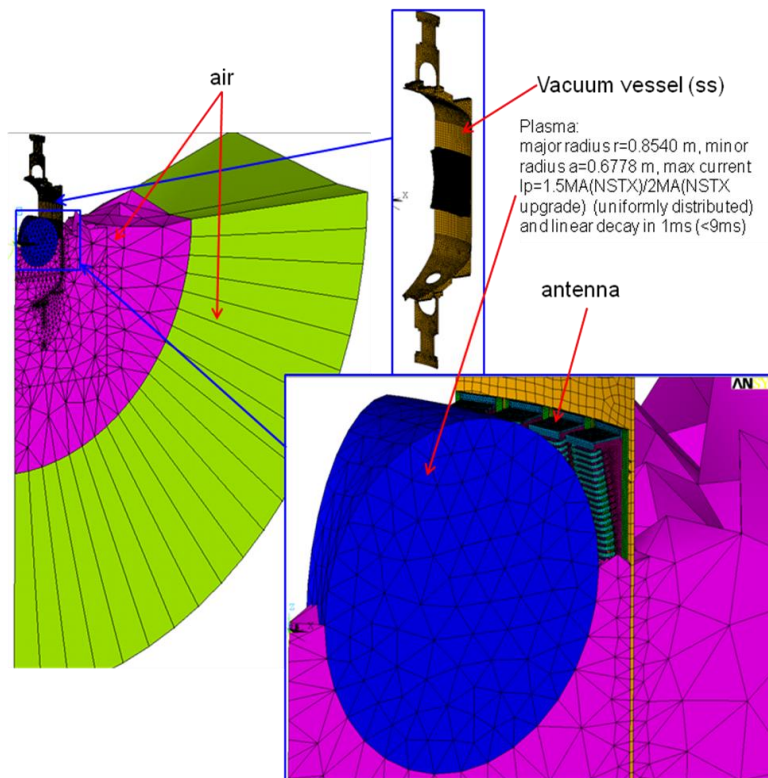 air
Vacuum vessel (ss)
Plasma:
major radius r=0.8540 m, minor
radius a=0.6778 m, max current
Ip=1.5MA(NSTX)/2MA(NSTX
upgrade) (uniformly distributed)
and linear decay in 1ms (<9ms)
antenna
x